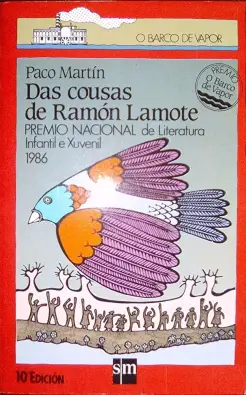 O BARCO DE VAPOR
Paco Martín
Das cousas
de Ramón Lamote
PREMIO NACIONAL de Literatura
Infantil e Xuvenil
1986
PREMIO
O Barco
de Vapor
10ª EDICIÓN
sm